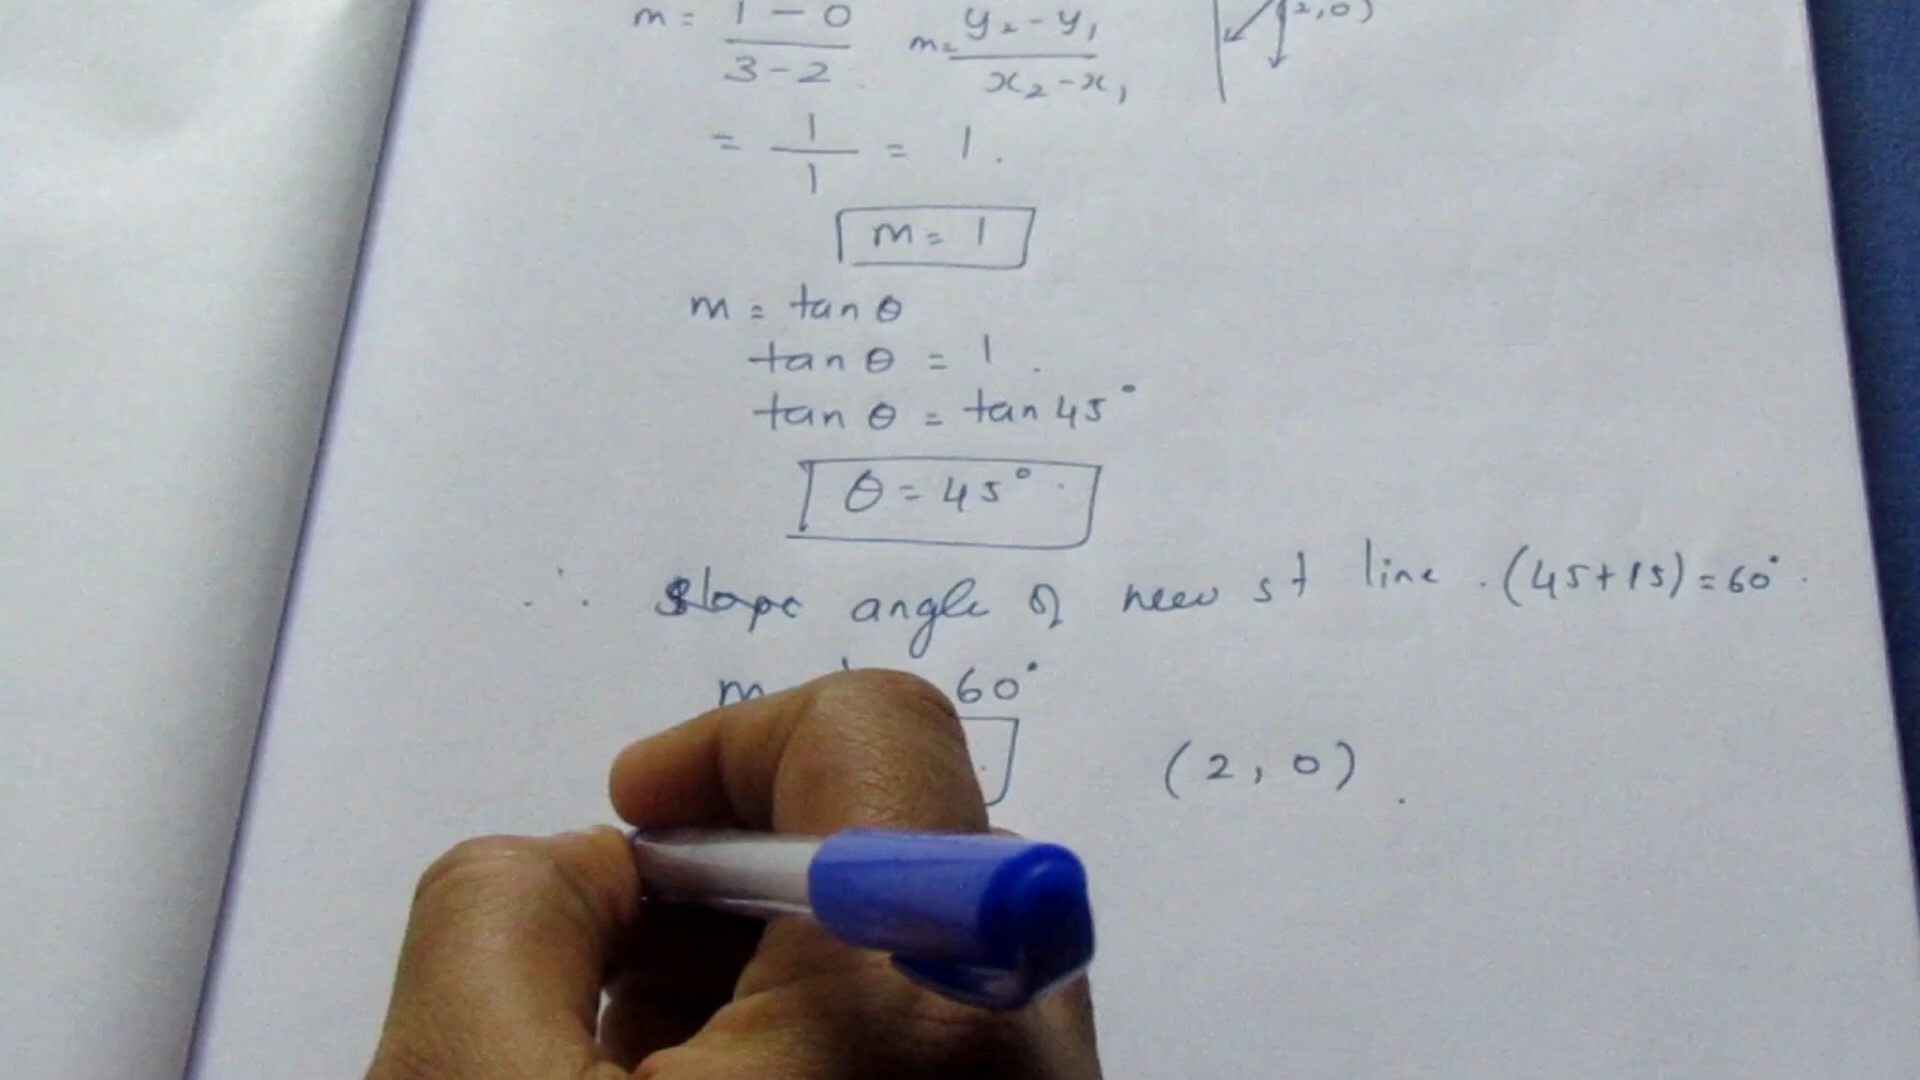 m = 1 - 0 / 3 - 2 m = y₂ - y₁ / x₂ - x₁ 2, 0)
= 1 / 1 = 1.
m = 1
m = tan θ
tan θ = 1.
tan θ = tan 45°
θ = 45°
∴ slope angle of new st line. (45+15) = 60°.
m 60°
(2, 0).